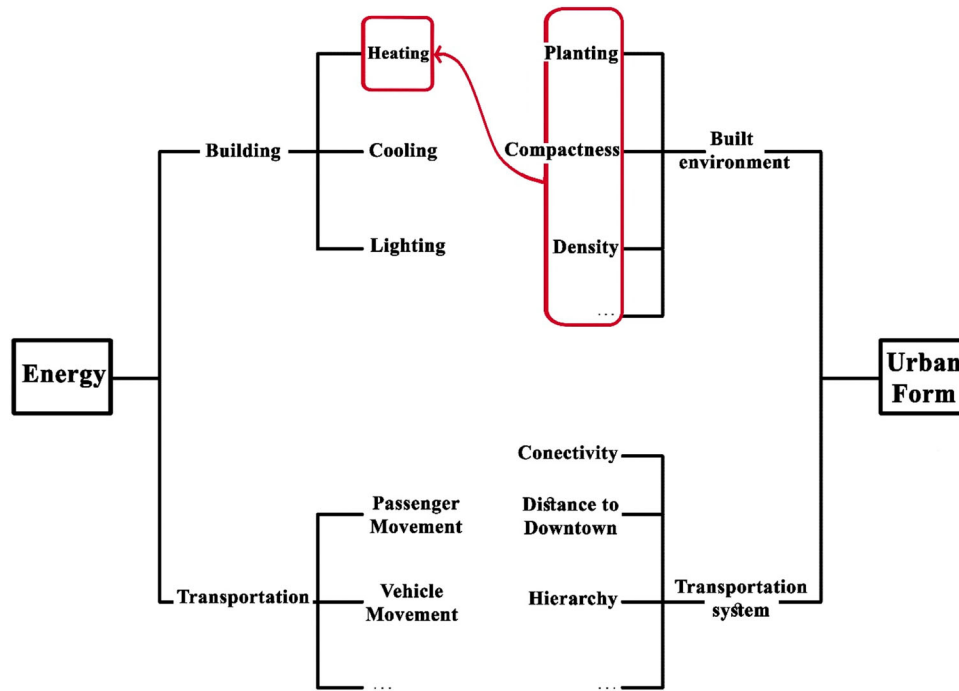 Heating
Planting
Building
Cooling
Compactness
Built
environment
Lighting
Density
...
Energy
Urban
Form
Conectivity
Passenger
Movement
Distance to
Downtown
Transportation
Vehicle
Movement
Hierarchy
Transportation
system
...
...